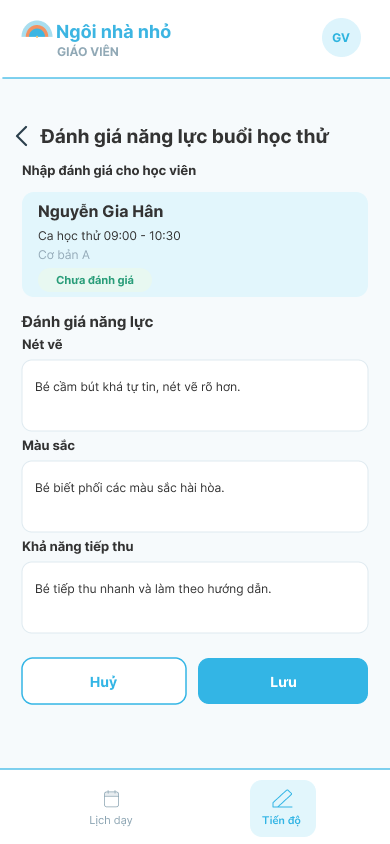 Ngôi nhà nhỏ
GIÁO VIÊN
GV
Đánh giá năng lực buổi học thử
Nhập đánh giá cho học viên
Nguyễn Gia Hân
Ca học thử 09:00 - 10:30
Cơ bản A
Chưa đánh giá
Đánh giá năng lực
Nét vẽ
Bé cầm bút khá tự tin, nét vẽ rõ hơn.
Màu sắc
Bé biết phối các màu sắc hài hòa.
Khả năng tiếp thu
Bé tiếp thu nhanh và làm theo hướng dẫn.
Huỷ
Lưu
Lịch dạy
Tiến độ